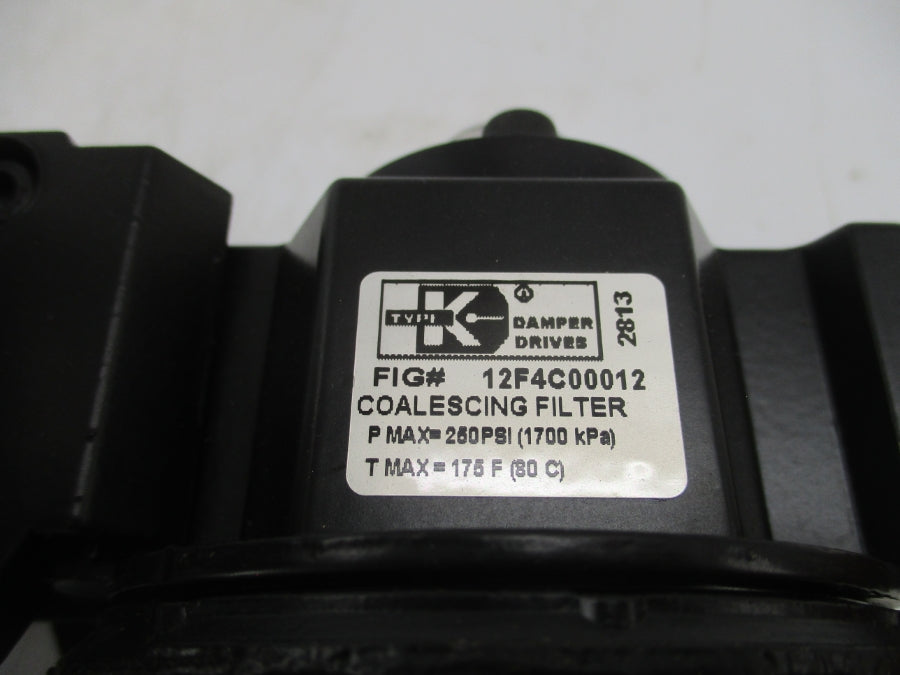 TYPE K DAMPER
DRIVES
2813
FIG# 12F4C00012
COALESCING FILTER
P MAX= 250PSI (1700 kPa)
T MAX = 175 F (80 C)